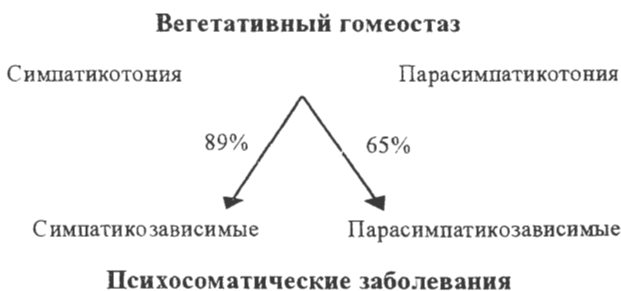 Вегетативный гомеостаз
Симпатикотония Парасимпатикотония
89% 65%
Симпатикозависимые Парасимпатикозависимые
Психосоматические заболевания